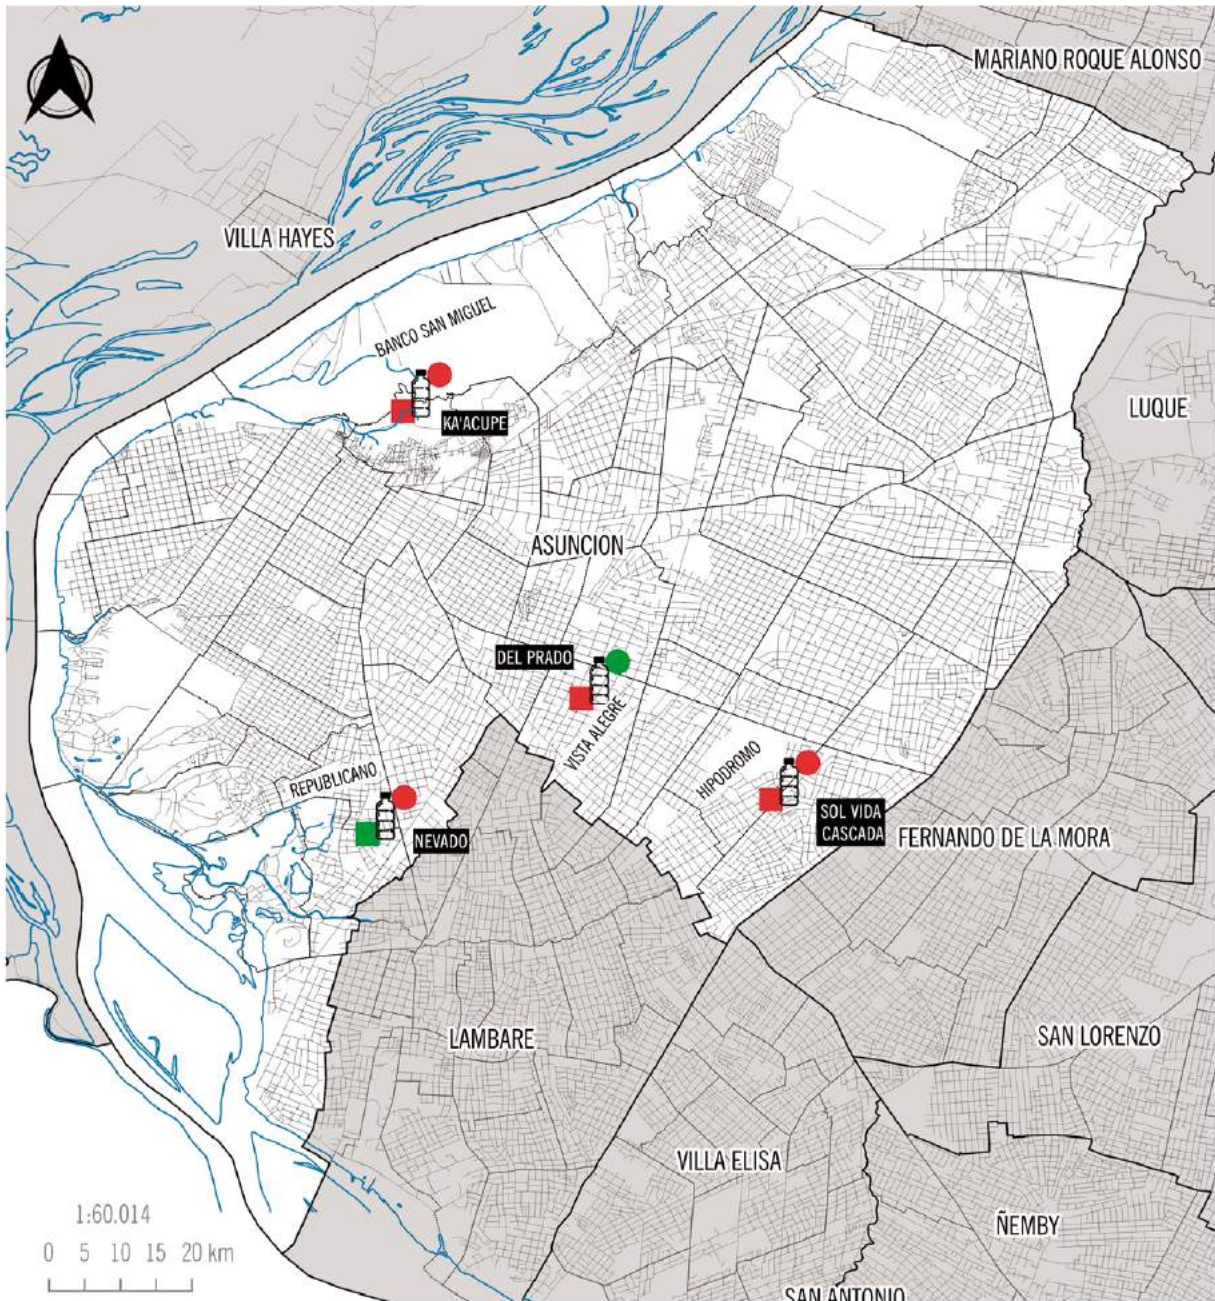 MARIANO ROQUE ALONSO
VILLA HAYES
BANCO SAN MIGUEL
LUQUE
KA'ACUPE
ASUNCION
DEL PRADO
VISTA ALEGRE
HIPODROMO
REPUBLICANO
SOL VIDA
CASCADA
NEVADO
FERNANDO DE LA MORA
LAMBARE
SAN LORENZO
VILLA ELISA
ÑEMBY
1:60.014
0 5 10 15 20 km
SAN ANTONIO